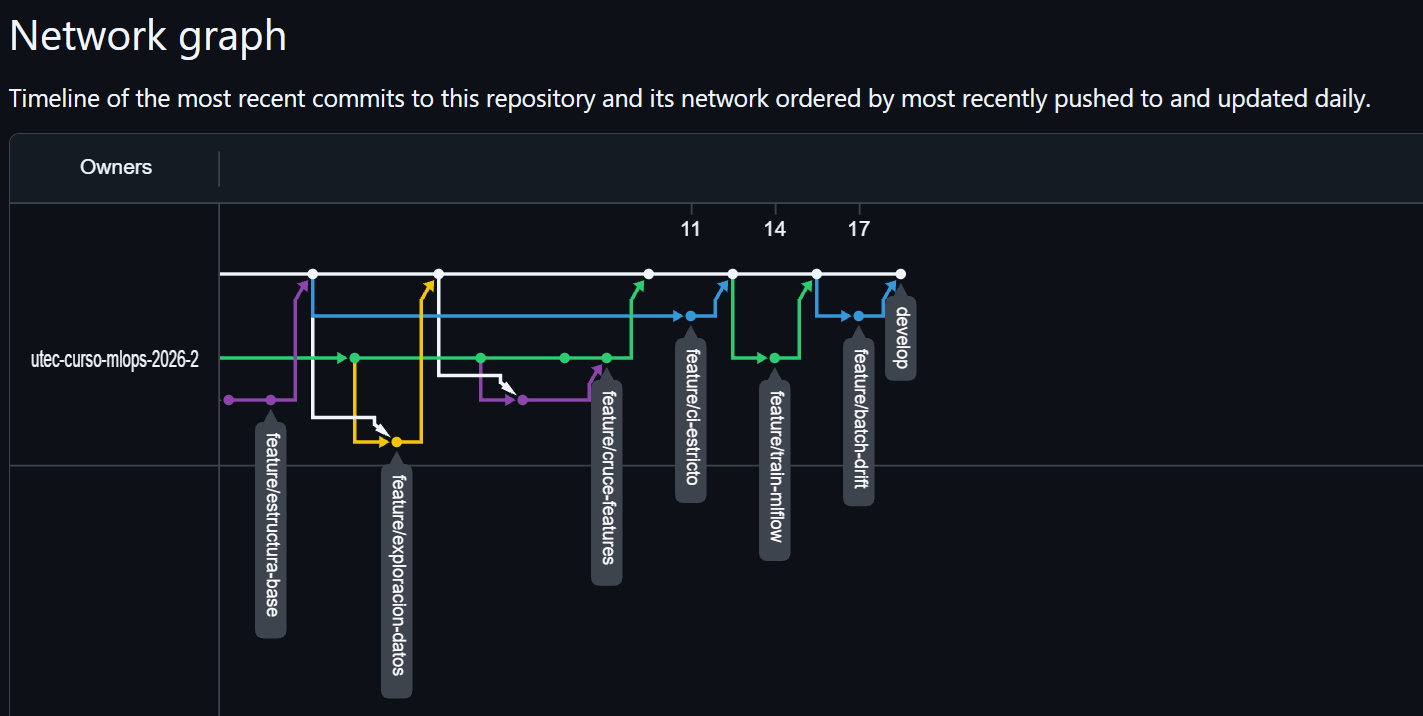 Network graph
Timeline of the most recent commits to this repository and its network ordered by most recently pushed to and updated daily.
Owners
11
14
17
utec-curso-mlops-2026-2
feature/estructura-base
feature/exploracion-datos
feature/cruce-features
feature/ci-estricto
feature/train-mlflow
feature/batch-drift
develop